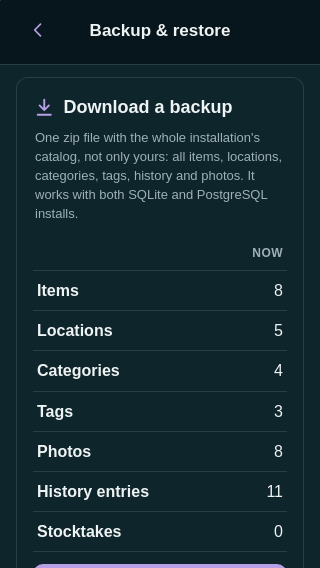 Backup & restore
Download a backup
One zip file with the whole installation's
catalog, not only yours: all items, locations,
categories, tags, history and photos. It
works with both SQLite and PostgreSQL
installs.
NOW
Items 8
Locations 5
Categories 4
Tags 3
Photos 8
History entries 11
Stocktakes 0